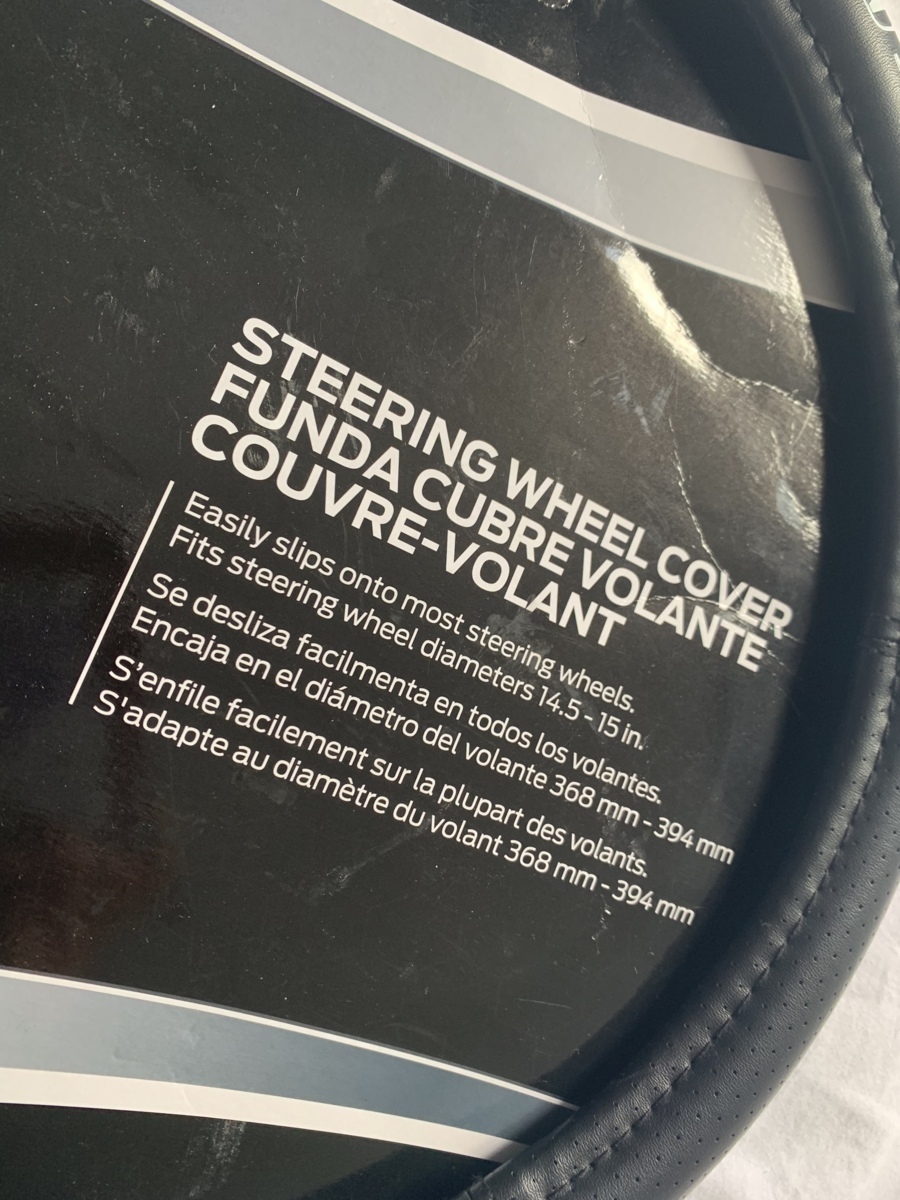 STEERING WHEEL COVER
FUNDA CUBRE VOLANTE
COUVRE-VOLANT
Easily slips onto most steering wheels.
Fits steering wheel diameters 14.5 - 15 in.
Se desliza facilmenta en todos los volantes.
Encaja en el diámetro del volante 368 mm - 394 mm
S'enfile facilement sur la plupart des volants.
S'adapte au diamètre du volant 368 mm - 394 mm